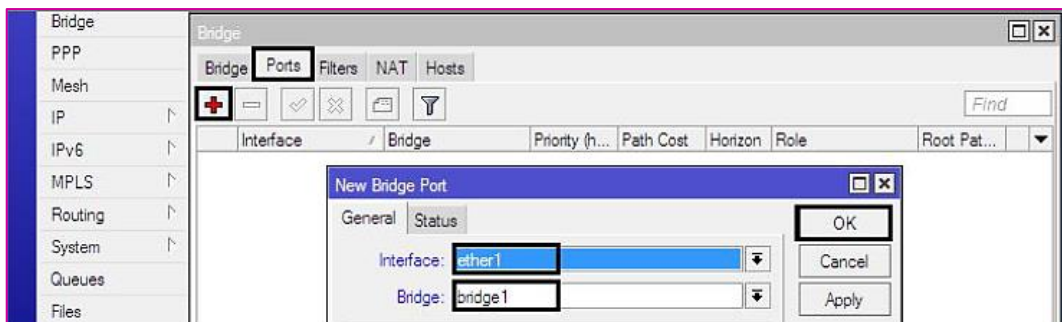 Bridge
PPP
Mesh
IP
IPv6
MPLS
Routing
System
Queues
Files
Bridge
Bridge Ports Filters NAT Hosts
Find
Interface Bridge Priority (h... Path Cost Horizon Role Root Pat...
New Bridge Port
General Status
Interface: ether1
Bridge: bridge1
OK
Cancel
Apply